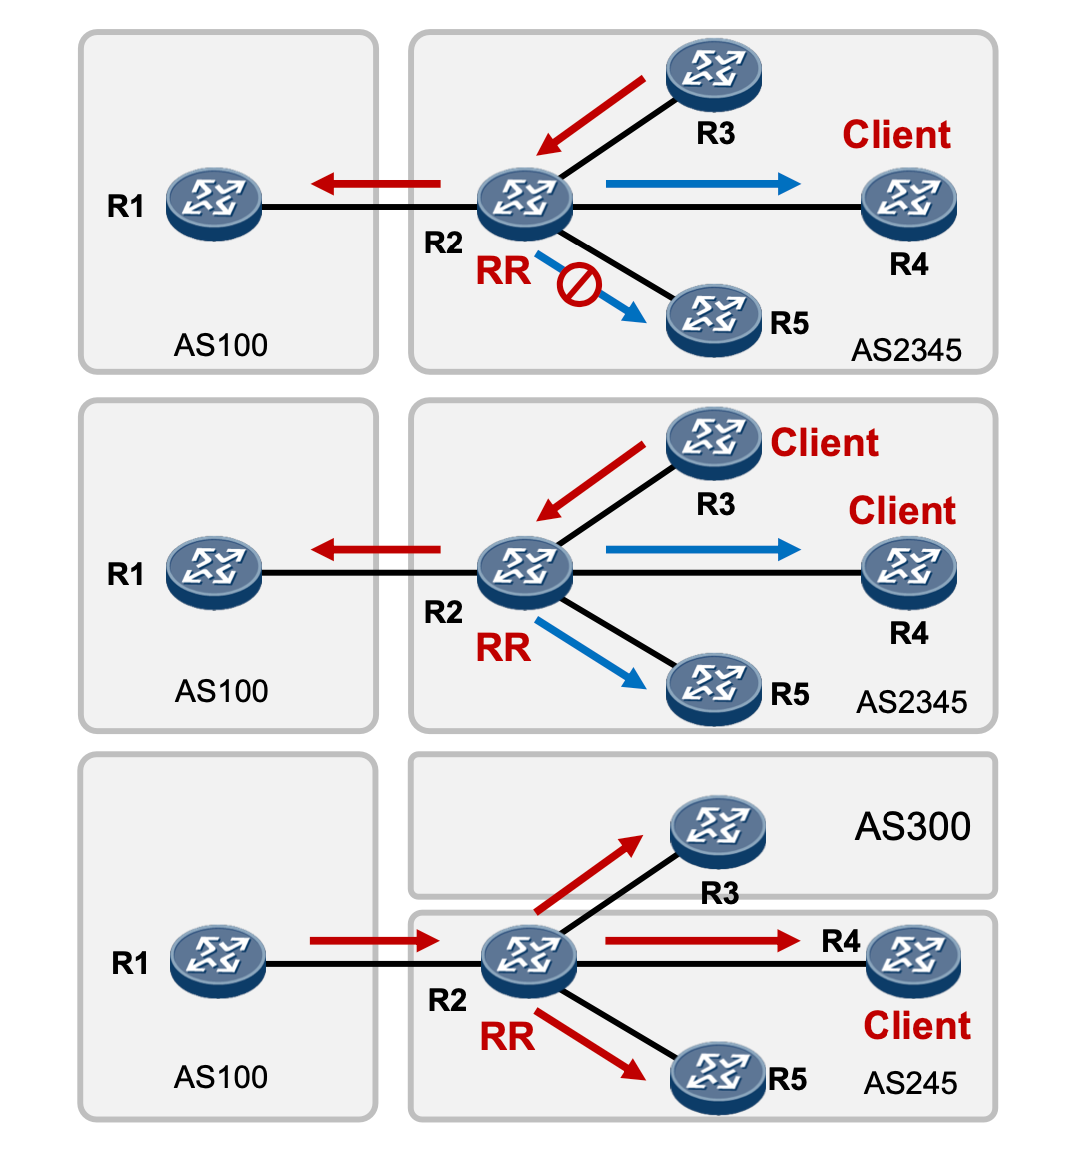 R3
Client
R1
R2
R4
RR
R5
AS100
AS2345
Client
R3
Client
R1
R2
R4
RR
R5
AS100
AS2345
AS300
R3
R4
R1
R2
Client
RR
R5
AS100
AS245